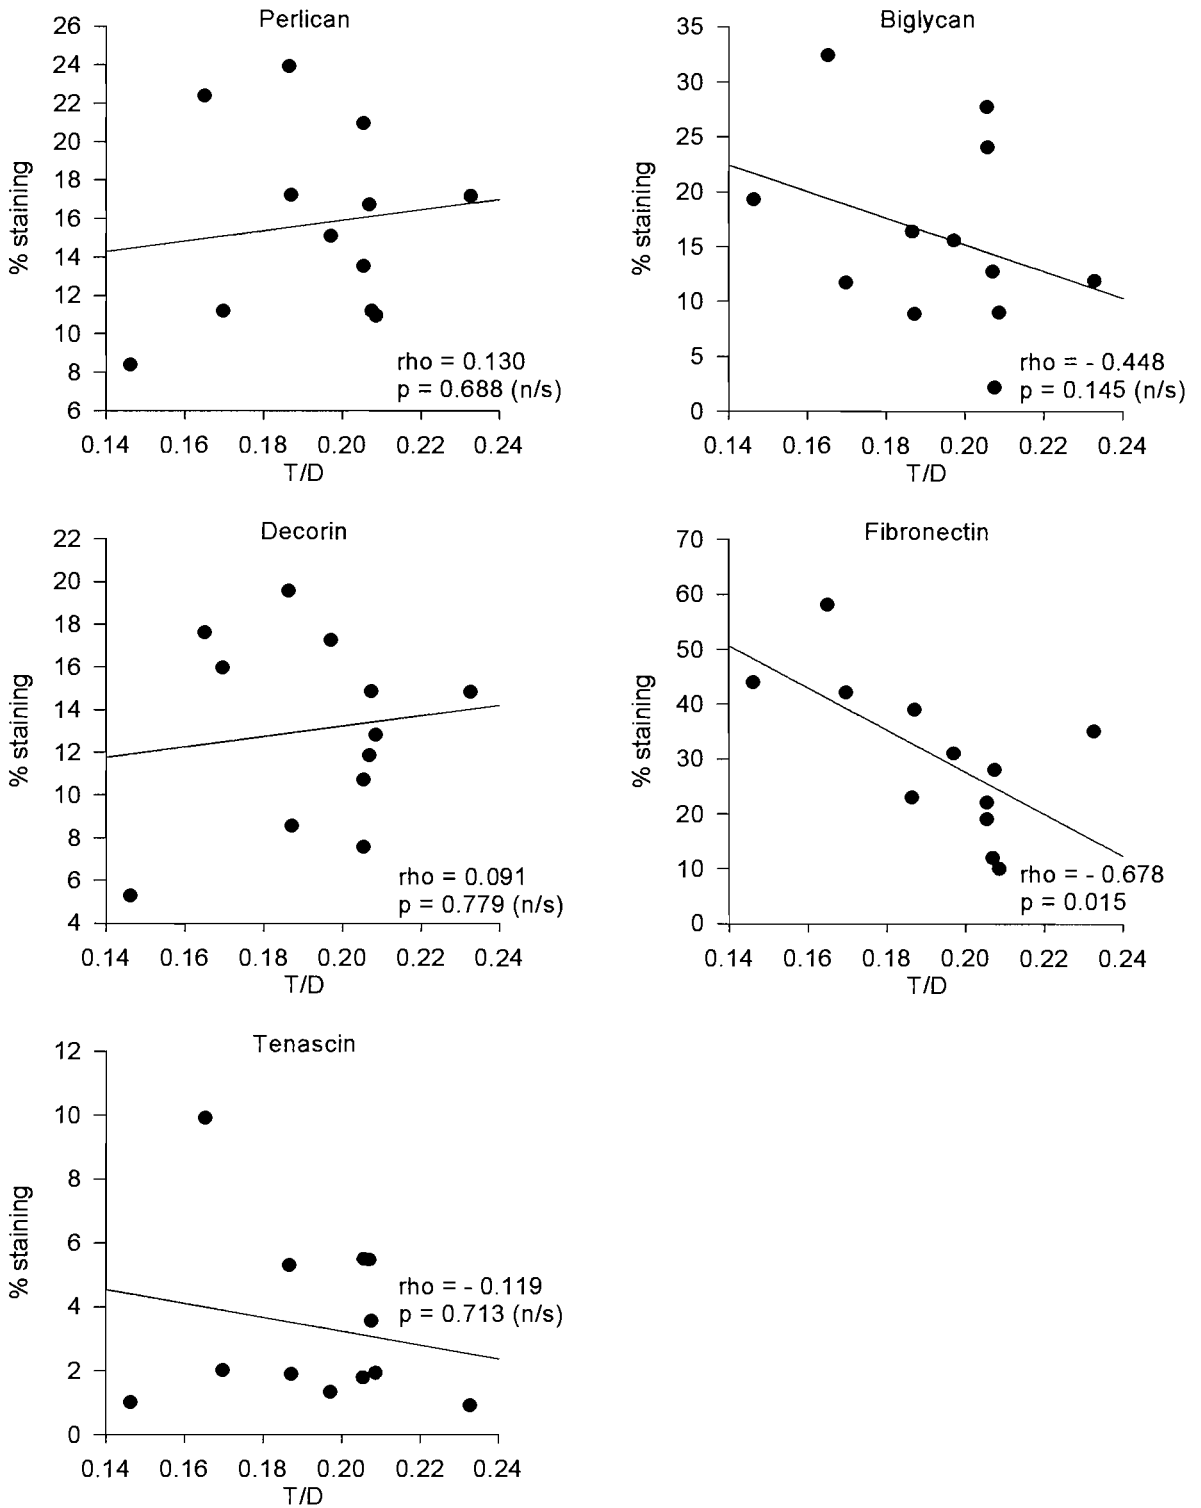 Perlican
26
24
22
20
18
16
14
12
10
8
6
% staining
rho = 0.130
p = 0.688 (n/s)
0.14 0.16 0.18 0.20 0.22 0.24
T/D
Biglycan
35
30
25
20
15
10
5
0
% staining
rho = - 0.448
p = 0.145 (n/s)
0.14 0.16 0.18 0.20 0.22 0.24
T/D
Decorin
22
20
18
16
14
12
10
8
6
4
% staining
rho = 0.091
p = 0.779 (n/s)
0.14 0.16 0.18 0.20 0.22 0.24
T/D
Fibronectin
70
60
50
40
30
20
10
0
% staining
rho = - 0.678
p = 0.015
0.14 0.16 0.18 0.20 0.22 0.24
T/D
Tenascin
12
10
8
6
4
2
0
% staining
rho = - 0.119
p = 0.713 (n/s)
0.14 0.16 0.18 0.20 0.22 0.24
T/D